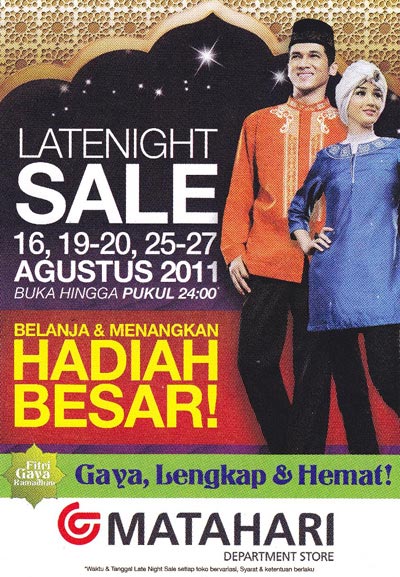 LATENIGHT
SALE
16, 19-20, 25-27
AGUSTUS 2011
BUKA HINGGA PUKUL 24:00*
BELANJA & MENANGKAN
HADIAH
BESAR!
Fitri
Gaya
Ramadhan
Gaya, Lengkap & Hemat!
MATAHARI
DEPARTMENT STORE
*Waktu & Tanggal Late Night Sale setiap toko bervariasi, Syarat & ketentuan berlaku